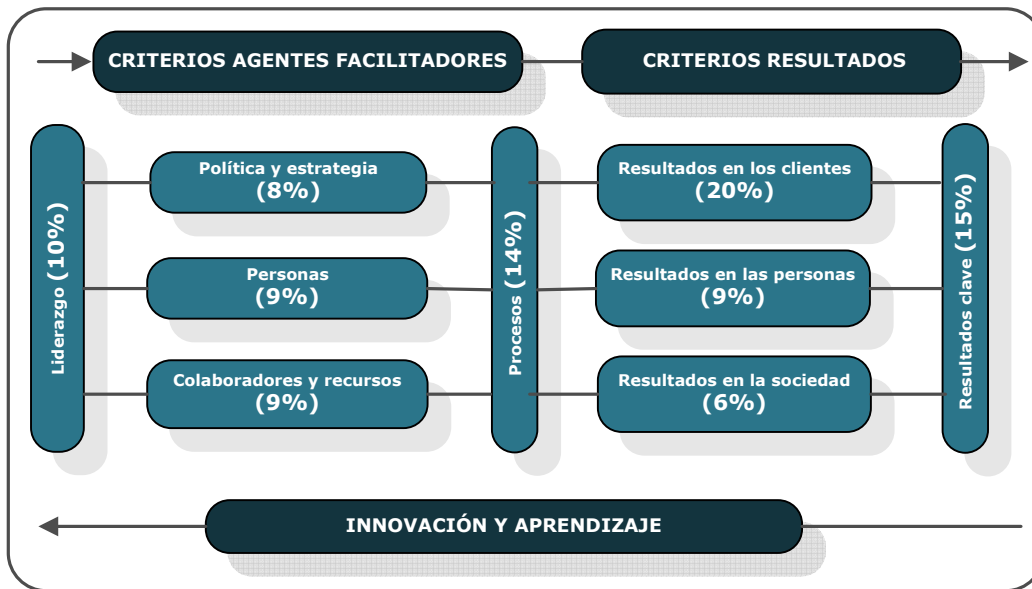 CRITERIOS AGENTES FACILITADORES
CRITERIOS RESULTADOS
Liderazgo (10%)
Política y estrategia
(8%)
Personas
(9%)
Colaboradores y recursos
(9%)
Procesos (14%)
Resultados en los clientes
(20%)
Resultados en las personas
(9%)
Resultados en la sociedad
(6%)
Resultados clave (15%)
INNOVACIÓN Y APRENDIZAJE